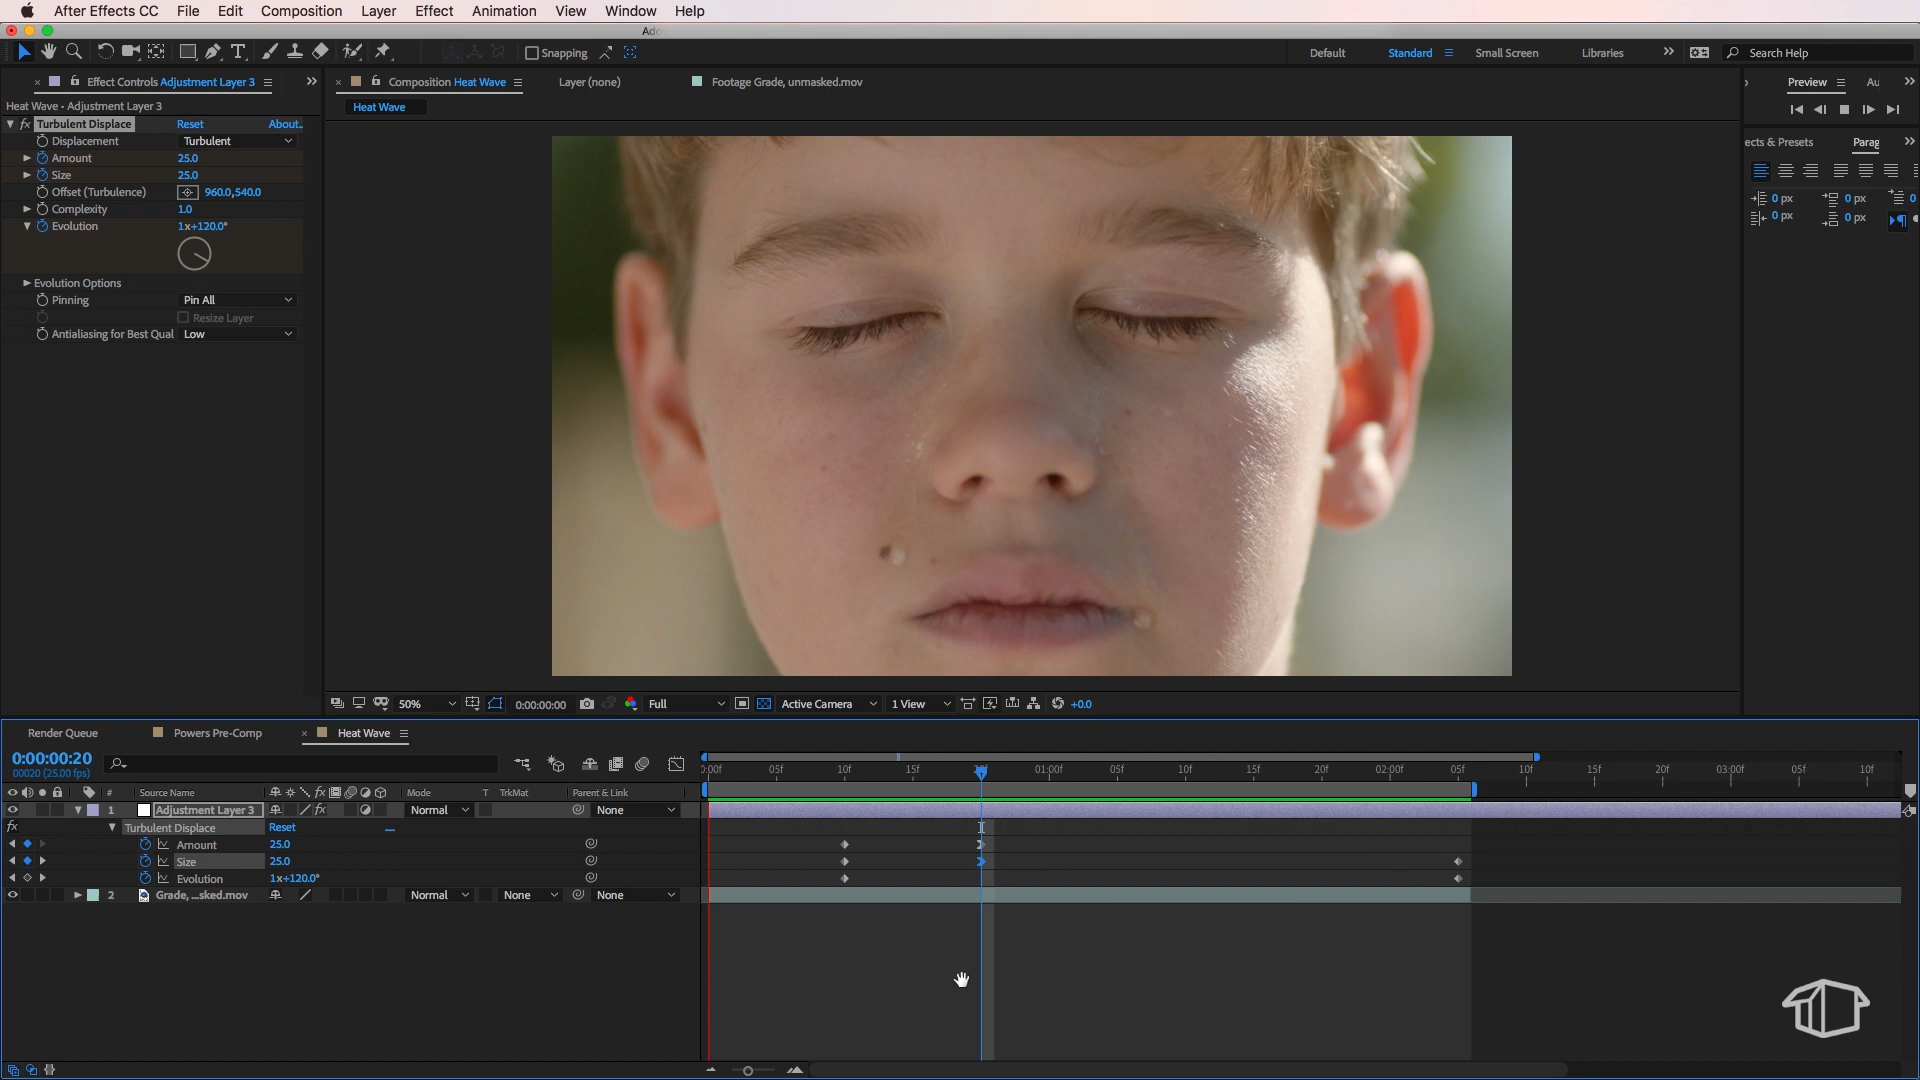 After Effects CC File Edit Composition Layer Effect Animation View Window Help
Snapping Default Standard Small Screen Libraries Search Help
Effect Controls Adjustment Layer 3 Composition Heat Wave Layer (none) Footage Grade, unmasked.mov Preview Au
Heat Wave • Adjustment Layer 3 Heat Wave
fx Turbulent Displace Reset About..
Displacement Turbulent
Amount 25.0
Size 25.0
Offset (Turbulence) 960.0,540.0
Complexity 1.0
Evolution 1x+120.0°
Evolution Options
Pinning Pin All
Resize Layer
Antialiasing for Best Qual Low
ects & Presets Parag
0 px 0 px 0
0 px 0 px
50% 0:00:00:00 Full Active Camera 1 View +0.0
Render Queue Powers Pre-Comp Heat Wave
0:00:00:20
00020 (25.00 fps)
05f 10f 15f 01:00f 05f 10f 15f 20f 02:00f 05f 10f 15f 20f 03:00f 05f 10f
# Source Name fx Mode T TrkMat Parent & Link
1 Adjustment Layer 3 fx Normal None
fx Turbulent Displace Reset
Amount 25.0
Size 25.0
Evolution 1x+120.0°
2 Grade, ...sked.mov Normal None None